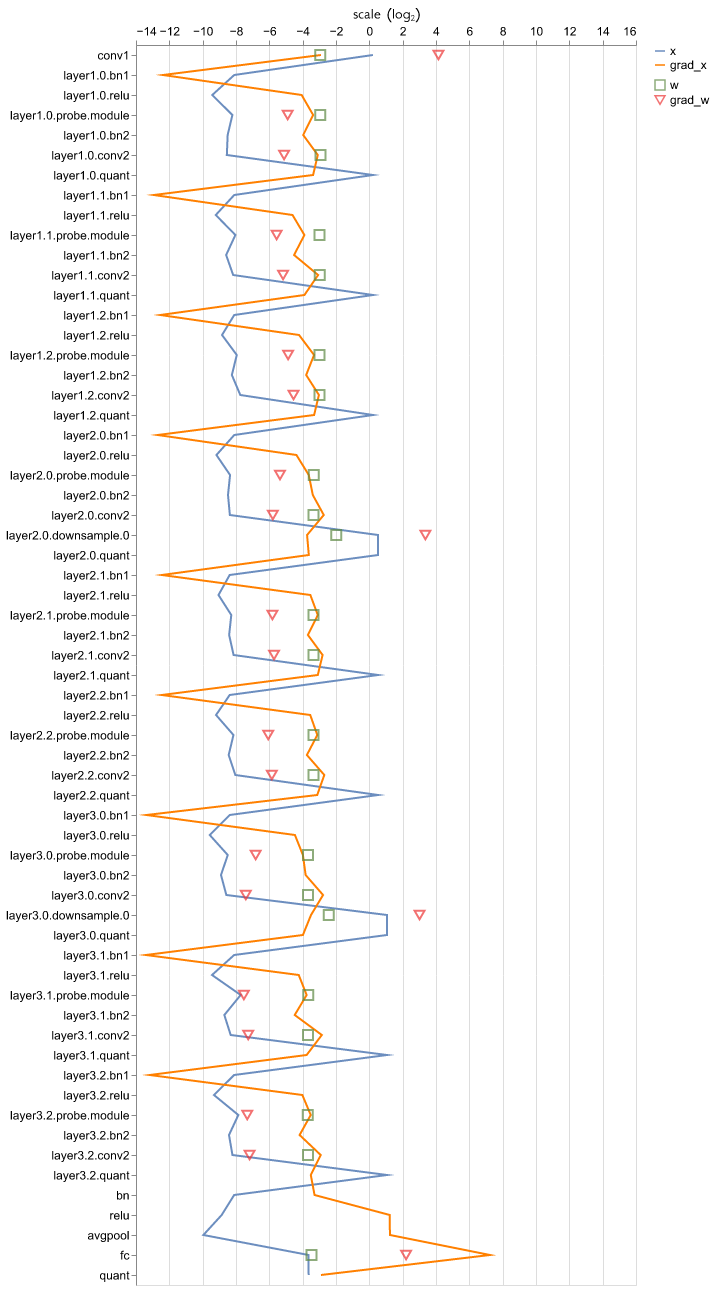 scale (log₂)
−14 −12 −10 −8 −6 −4 −2 0 2 4 6 8 10 12 14 16
x
grad_x
w
grad_w
conv1
layer1.0.bn1
layer1.0.relu
layer1.0.probe.module
layer1.0.bn2
layer1.0.conv2
layer1.0.quant
layer1.1.bn1
layer1.1.relu
layer1.1.probe.module
layer1.1.bn2
layer1.1.conv2
layer1.1.quant
layer1.2.bn1
layer1.2.relu
layer1.2.probe.module
layer1.2.bn2
layer1.2.conv2
layer1.2.quant
layer2.0.bn1
layer2.0.relu
layer2.0.probe.module
layer2.0.bn2
layer2.0.conv2
layer2.0.downsample.0
layer2.0.quant
layer2.1.bn1
layer2.1.relu
layer2.1.probe.module
layer2.1.bn2
layer2.1.conv2
layer2.1.quant
layer2.2.bn1
layer2.2.relu
layer2.2.probe.module
layer2.2.bn2
layer2.2.conv2
layer2.2.quant
layer3.0.bn1
layer3.0.relu
layer3.0.probe.module
layer3.0.bn2
layer3.0.conv2
layer3.0.downsample.0
layer3.0.quant
layer3.1.bn1
layer3.1.relu
layer3.1.probe.module
layer3.1.bn2
layer3.1.conv2
layer3.1.quant
layer3.2.bn1
layer3.2.relu
layer3.2.probe.module
layer3.2.bn2
layer3.2.conv2
layer3.2.quant
bn
relu
avgpool
fc
quant